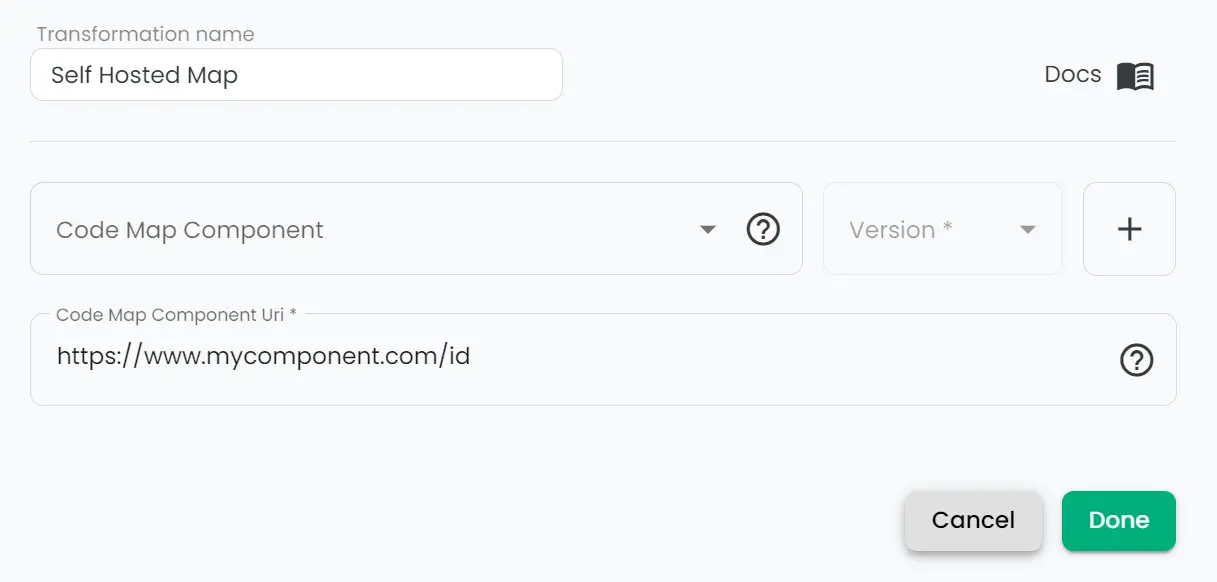 Transformation name
Self Hosted Map
Docs
Code Map Component
Version *
Code Map Component Uri *
https://www.mycomponent.com/id
Cancel
Done